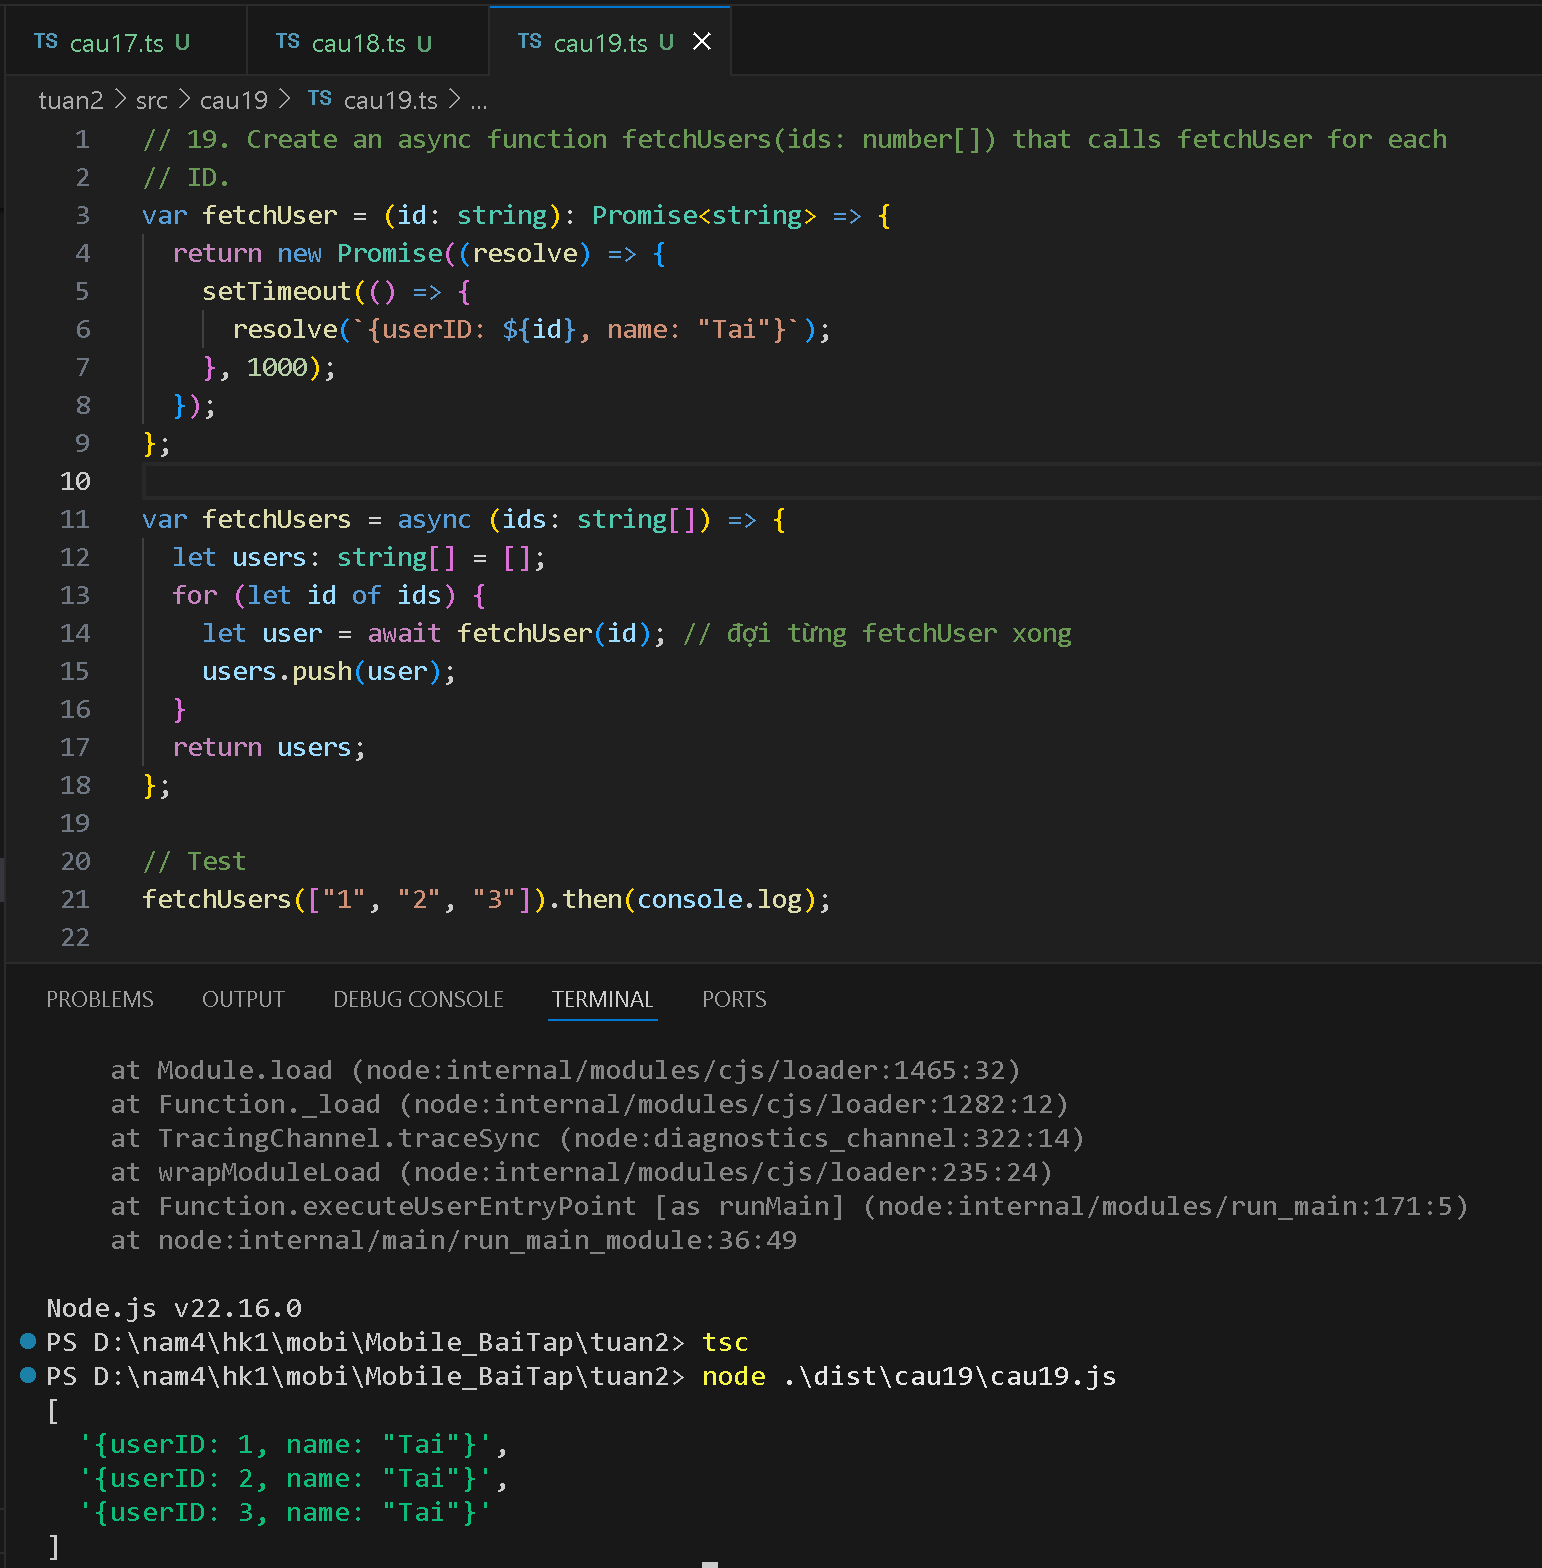 TS cau17.ts U TS cau18.ts U TS cau19.ts U
tuan2 > src > cau19 > TS cau19.ts > ...
1 // 19. Create an async function fetchUsers(ids: number[]) that calls fetchUser for each
2 // ID.
3 var fetchUser = (id: string): Promise<string> => {
4   return new Promise((resolve) => {
5     setTimeout(() => {
6       resolve(`{userID: ${id}, name: "Tai"}`);
7     }, 1000);
8   });
9 };
10
11 var fetchUsers = async (ids: string[]) => {
12   let users: string[] = [];
13   for (let id of ids) {
14     let user = await fetchUser(id); // đợi từng fetchUser xong
15     users.push(user);
16   }
17   return users;
18 };
19
20 // Test
21 fetchUsers(["1", "2", "3"]).then(console.log);
22
PROBLEMS OUTPUT DEBUG CONSOLE TERMINAL PORTS
    at Module.load (node:internal/modules/cjs/loader:1465:32)
    at Function._load (node:internal/modules/cjs/loader:1282:12)
    at TracingChannel.traceSync (node:diagnostics_channel:322:14)
    at wrapModuleLoad (node:internal/modules/cjs/loader:235:24)
    at Function.executeUserEntryPoint [as runMain] (node:internal/modules/run_main:171:5)
    at node:internal/main/run_main_module:36:49
Node.js v22.16.0
PS D:\nam4\hk1\mobi\Mobile_BaiTap\tuan2> tsc
PS D:\nam4\hk1\mobi\Mobile_BaiTap\tuan2> node .\dist\cau19\cau19.js
[
  '{userID: 1, name: "Tai"}',
  '{userID: 2, name: "Tai"}',
  '{userID: 3, name: "Tai"}'
]